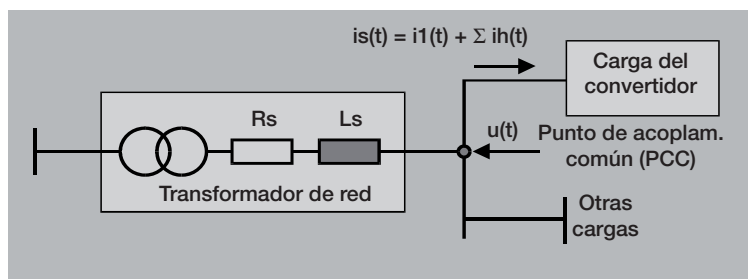 is(t) = i1(t) + Σ ih(t)
Carga del
convertidor
Rs
Ls
u(t)
Punto de acoplam.
común (PCC)
Transformador de red
Otras
cargas